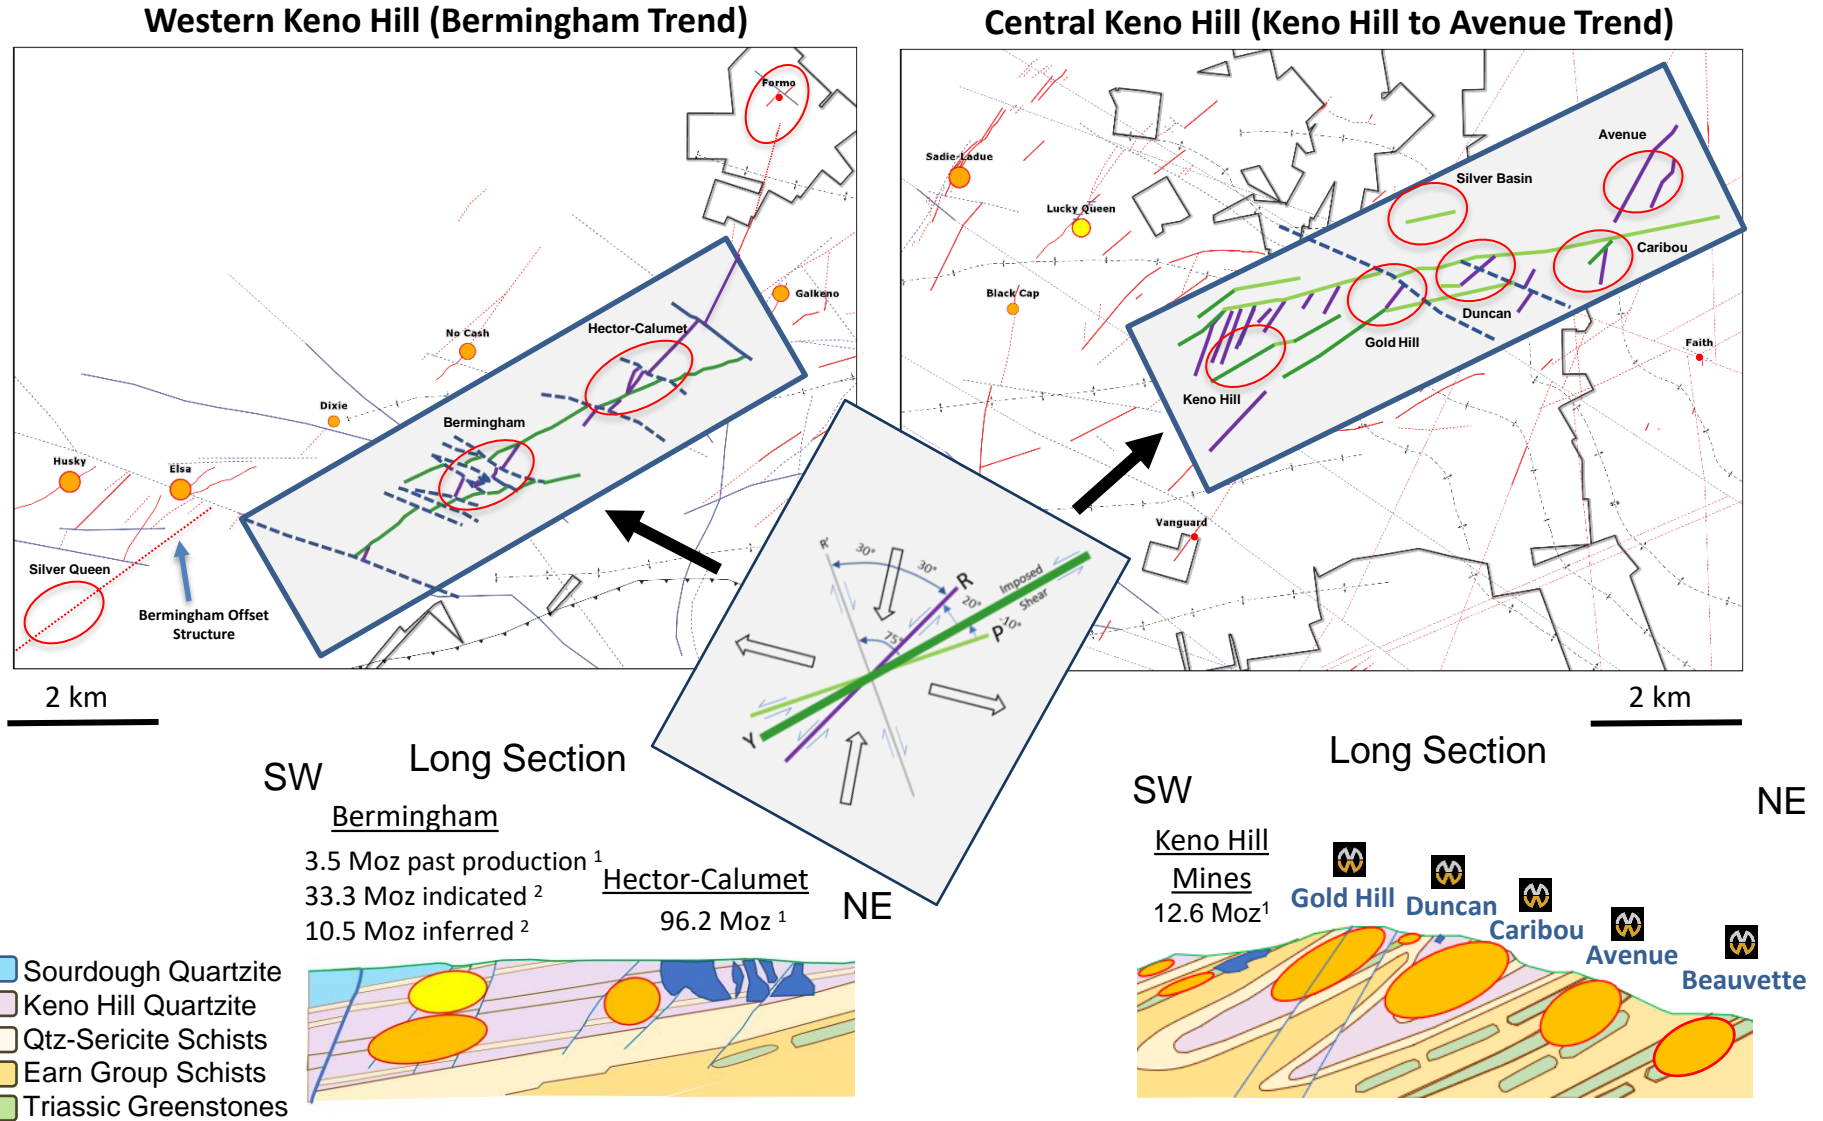 Western Keno Hill (Bermingham Trend)
Central Keno Hill (Keno Hill to Avenue Trend)
Formo
Galkeno
Hector-Calumet
No Cash
Dixie
Bermingham
Husky
Elsa
Silver Queen
Bermingham Offset
Structure
Avenue
Silver Basin
Sadie-Ladue
Lucky Queen
Caribou
Black Cap
Duncan
Gold Hill
Faith
Keno Hill
Vanguard
R'
30°
30°
R
20°
Imposed
Shear
-10°
P
75°
Y
2 km
2 km
Long Section
SW
Bermingham
3.5 Moz past production 1
33.3 Moz indicated 2
10.5 Moz inferred 2
Hector-Calumet
96.2 Moz 1
NE
Long Section
SW
NE
Keno Hill
Mines
12.6 Moz1
Gold Hill
Duncan
Caribou
Avenue
Beauvette
Sourdough Quartzite
Keno Hill Quartzite
Qtz-Sericite Schists
Earn Group Schists
Triassic Greenstones